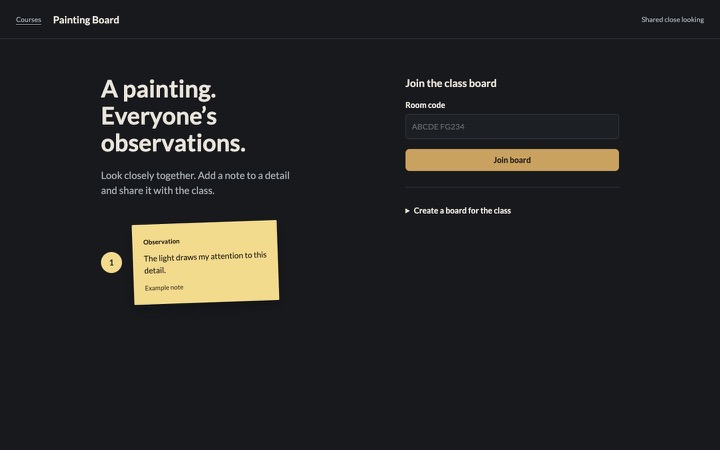 Courses Painting Board Shared close looking
A painting.
Everyone's
observations.
Look closely together. Add a note to a detail
and share it with the class.
1
Observation
The light draws my attention to this
detail.
Example note
Join the class board
Room code
ABCDE FG234
Join board
Create a board for the class